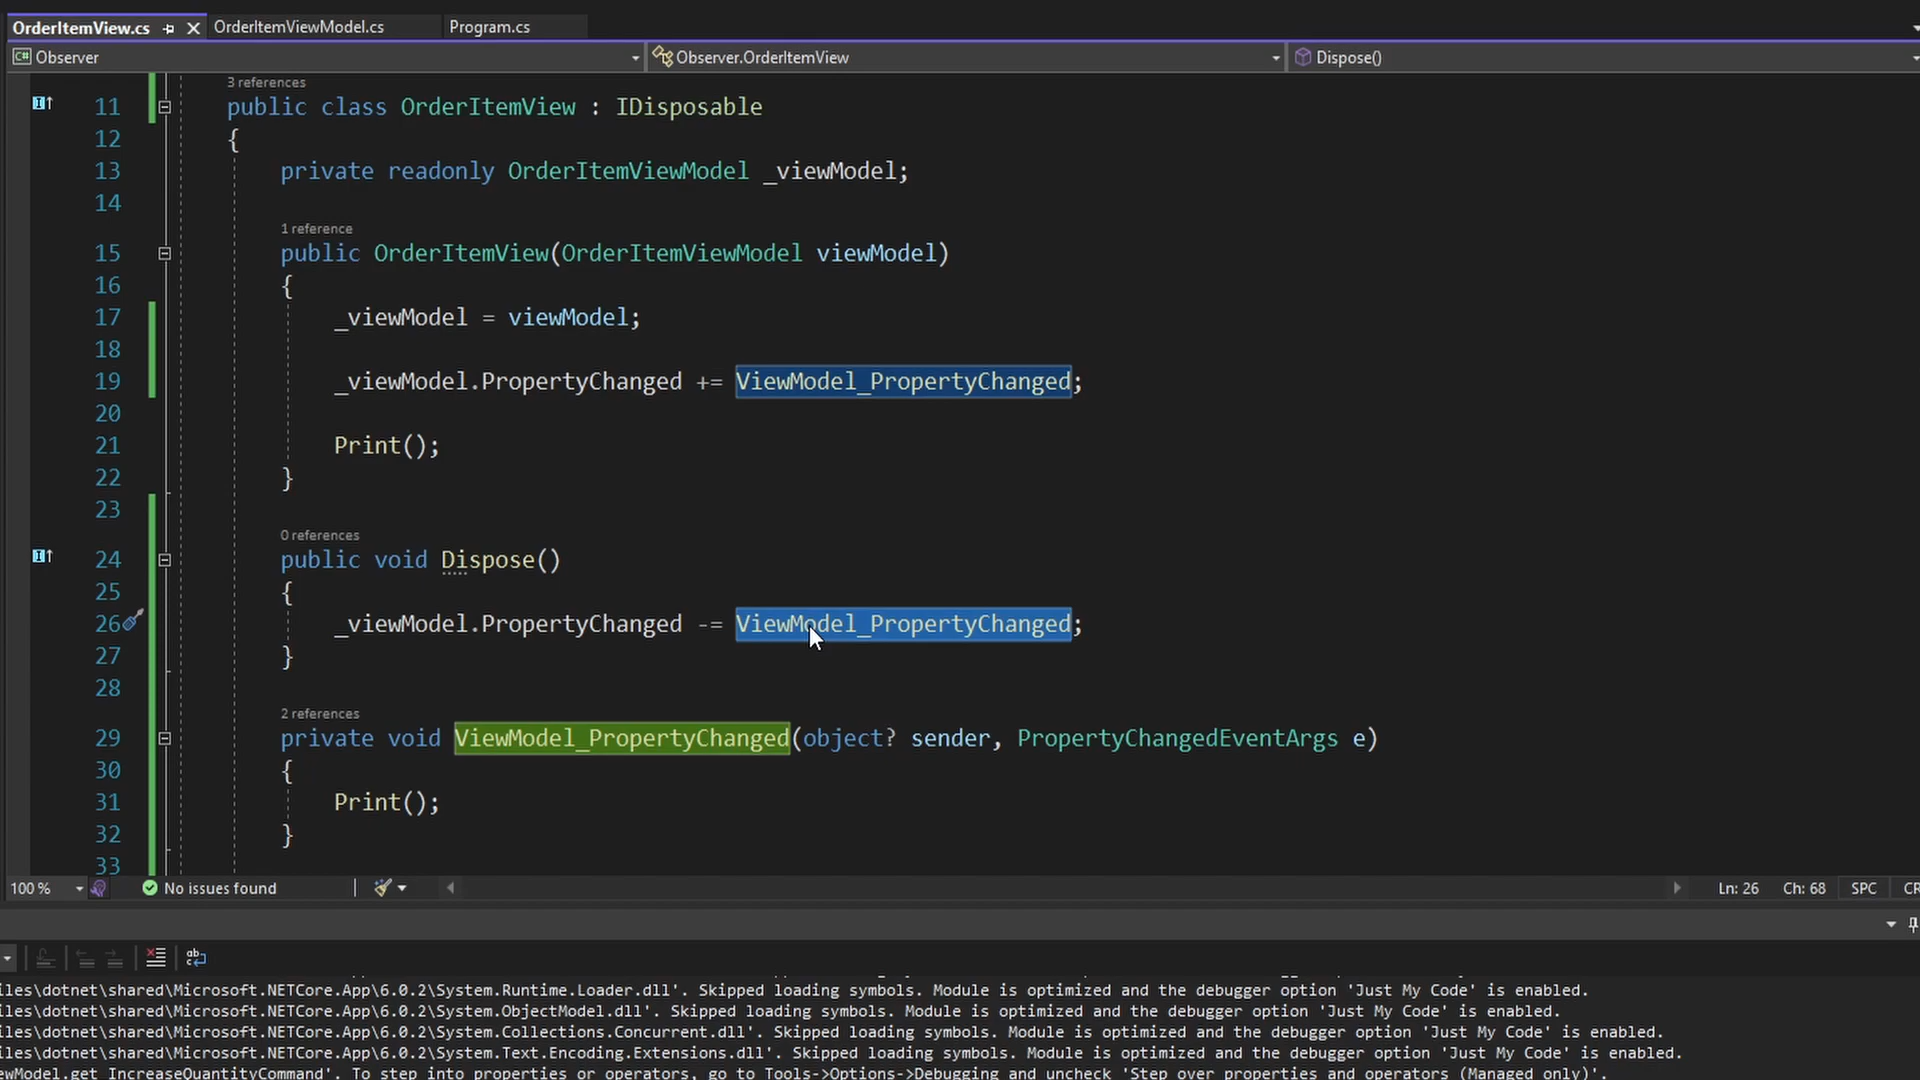 OrderItemView.cs OrderItemViewModel.cs Program.cs
C# Observer Observer.OrderItemView Dispose()
3 references
11 public class OrderItemView : IDisposable
12 {
13 private readonly OrderItemViewModel _viewModel;
14
1 reference
15 public OrderItemView(OrderItemViewModel viewModel)
16 {
17 _viewModel = viewModel;
18
19 _viewModel.PropertyChanged += ViewModel_PropertyChanged;
20
21 Print();
22 }
23
0 references
24 public void Dispose()
25 {
26 _viewModel.PropertyChanged -= ViewModel_PropertyChanged;
27 }
28
2 references
29 private void ViewModel_PropertyChanged(object? sender, PropertyChangedEventArgs e)
30 {
31 Print();
32 }
33
100 % No issues found Ln: 26 Ch: 68 SPC CR
iles\dotnet\shared\Microsoft.NETCore.App\6.0.2\System.Runtime.Loader.dll'. Skipped loading symbols. Module is optimized and the debugger option 'Just My Code' is enabled.
iles\dotnet\shared\Microsoft.NETCore.App\6.0.2\System.ObjectModel.dll'. Skipped loading symbols. Module is optimized and the debugger option 'Just My Code' is enabled.
iles\dotnet\shared\Microsoft.NETCore.App\6.0.2\System.Collections.Concurrent.dll'. Skipped loading symbols. Module is optimized and the debugger option 'Just My Code' is enabled.
iles\dotnet\shared\Microsoft.NETCore.App\6.0.2\System.Text.Encoding.Extensions.dll'. Skipped loading symbols. Module is optimized and the debugger option 'Just My Code' is enabled.
ewModel.get_IncreaseQuantityCommand'. To step into properties or operators, go to Tools->Options->Debugging and uncheck 'Step over properties and operators (Managed only)'.